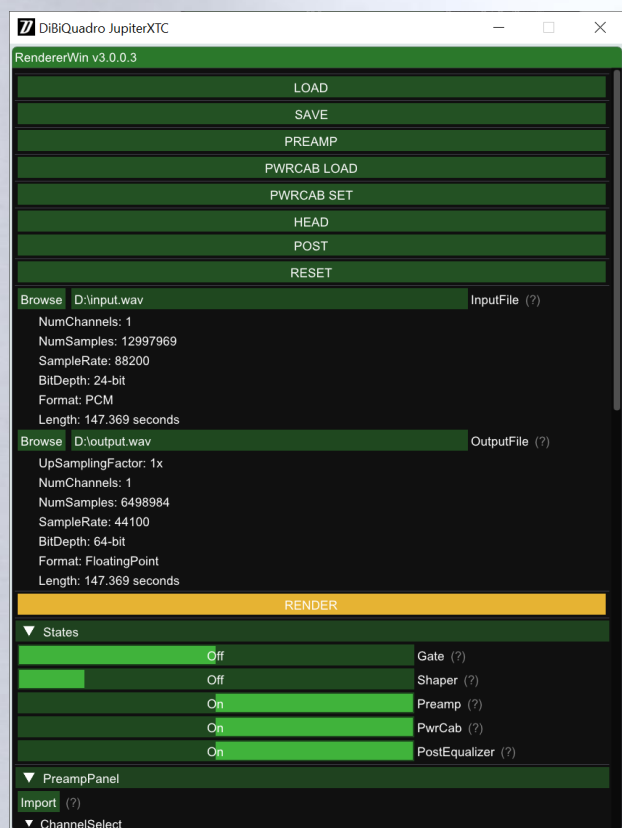 DiBiQuadro JupiterXTC
RendererWin v3.0.0.3
LOAD
SAVE
PREAMP
PWRCAB LOAD
PWRCAB SET
HEAD
POST
RESET
Browse D:\input.wav InputFile (?)
NumChannels: 1
NumSamples: 12997969
SampleRate: 88200
BitDepth: 24-bit
Format: PCM
Length: 147.369 seconds
Browse D:\output.wav OutputFile (?)
UpSamplingFactor: 1x
NumChannels: 1
NumSamples: 6498984
SampleRate: 44100
BitDepth: 64-bit
Format: FloatingPoint
Length: 147.369 seconds
RENDER
States
Off Gate (?)
Off Shaper (?)
On Preamp (?)
On PwrCab (?)
On PostEqualizer (?)
PreampPanel
Import (?)
ChannelSelect